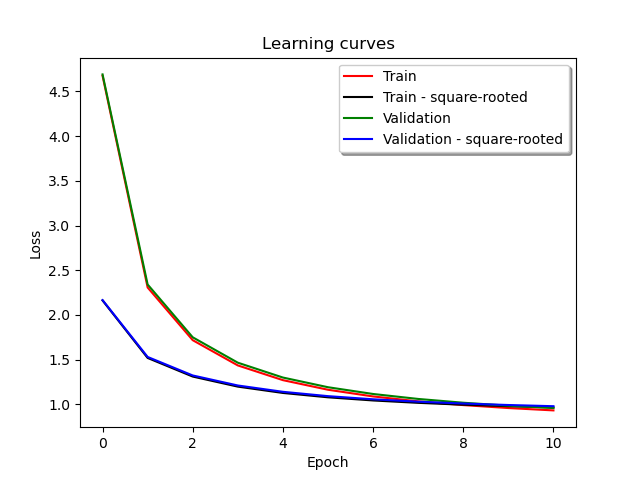 Learning curves
Train
Train - square-rooted
Validation
Validation - square-rooted
Loss
4.5
4.0
3.5
3.0
2.5
2.0
1.5
1.0
0 2 4 6 8 10
Epoch